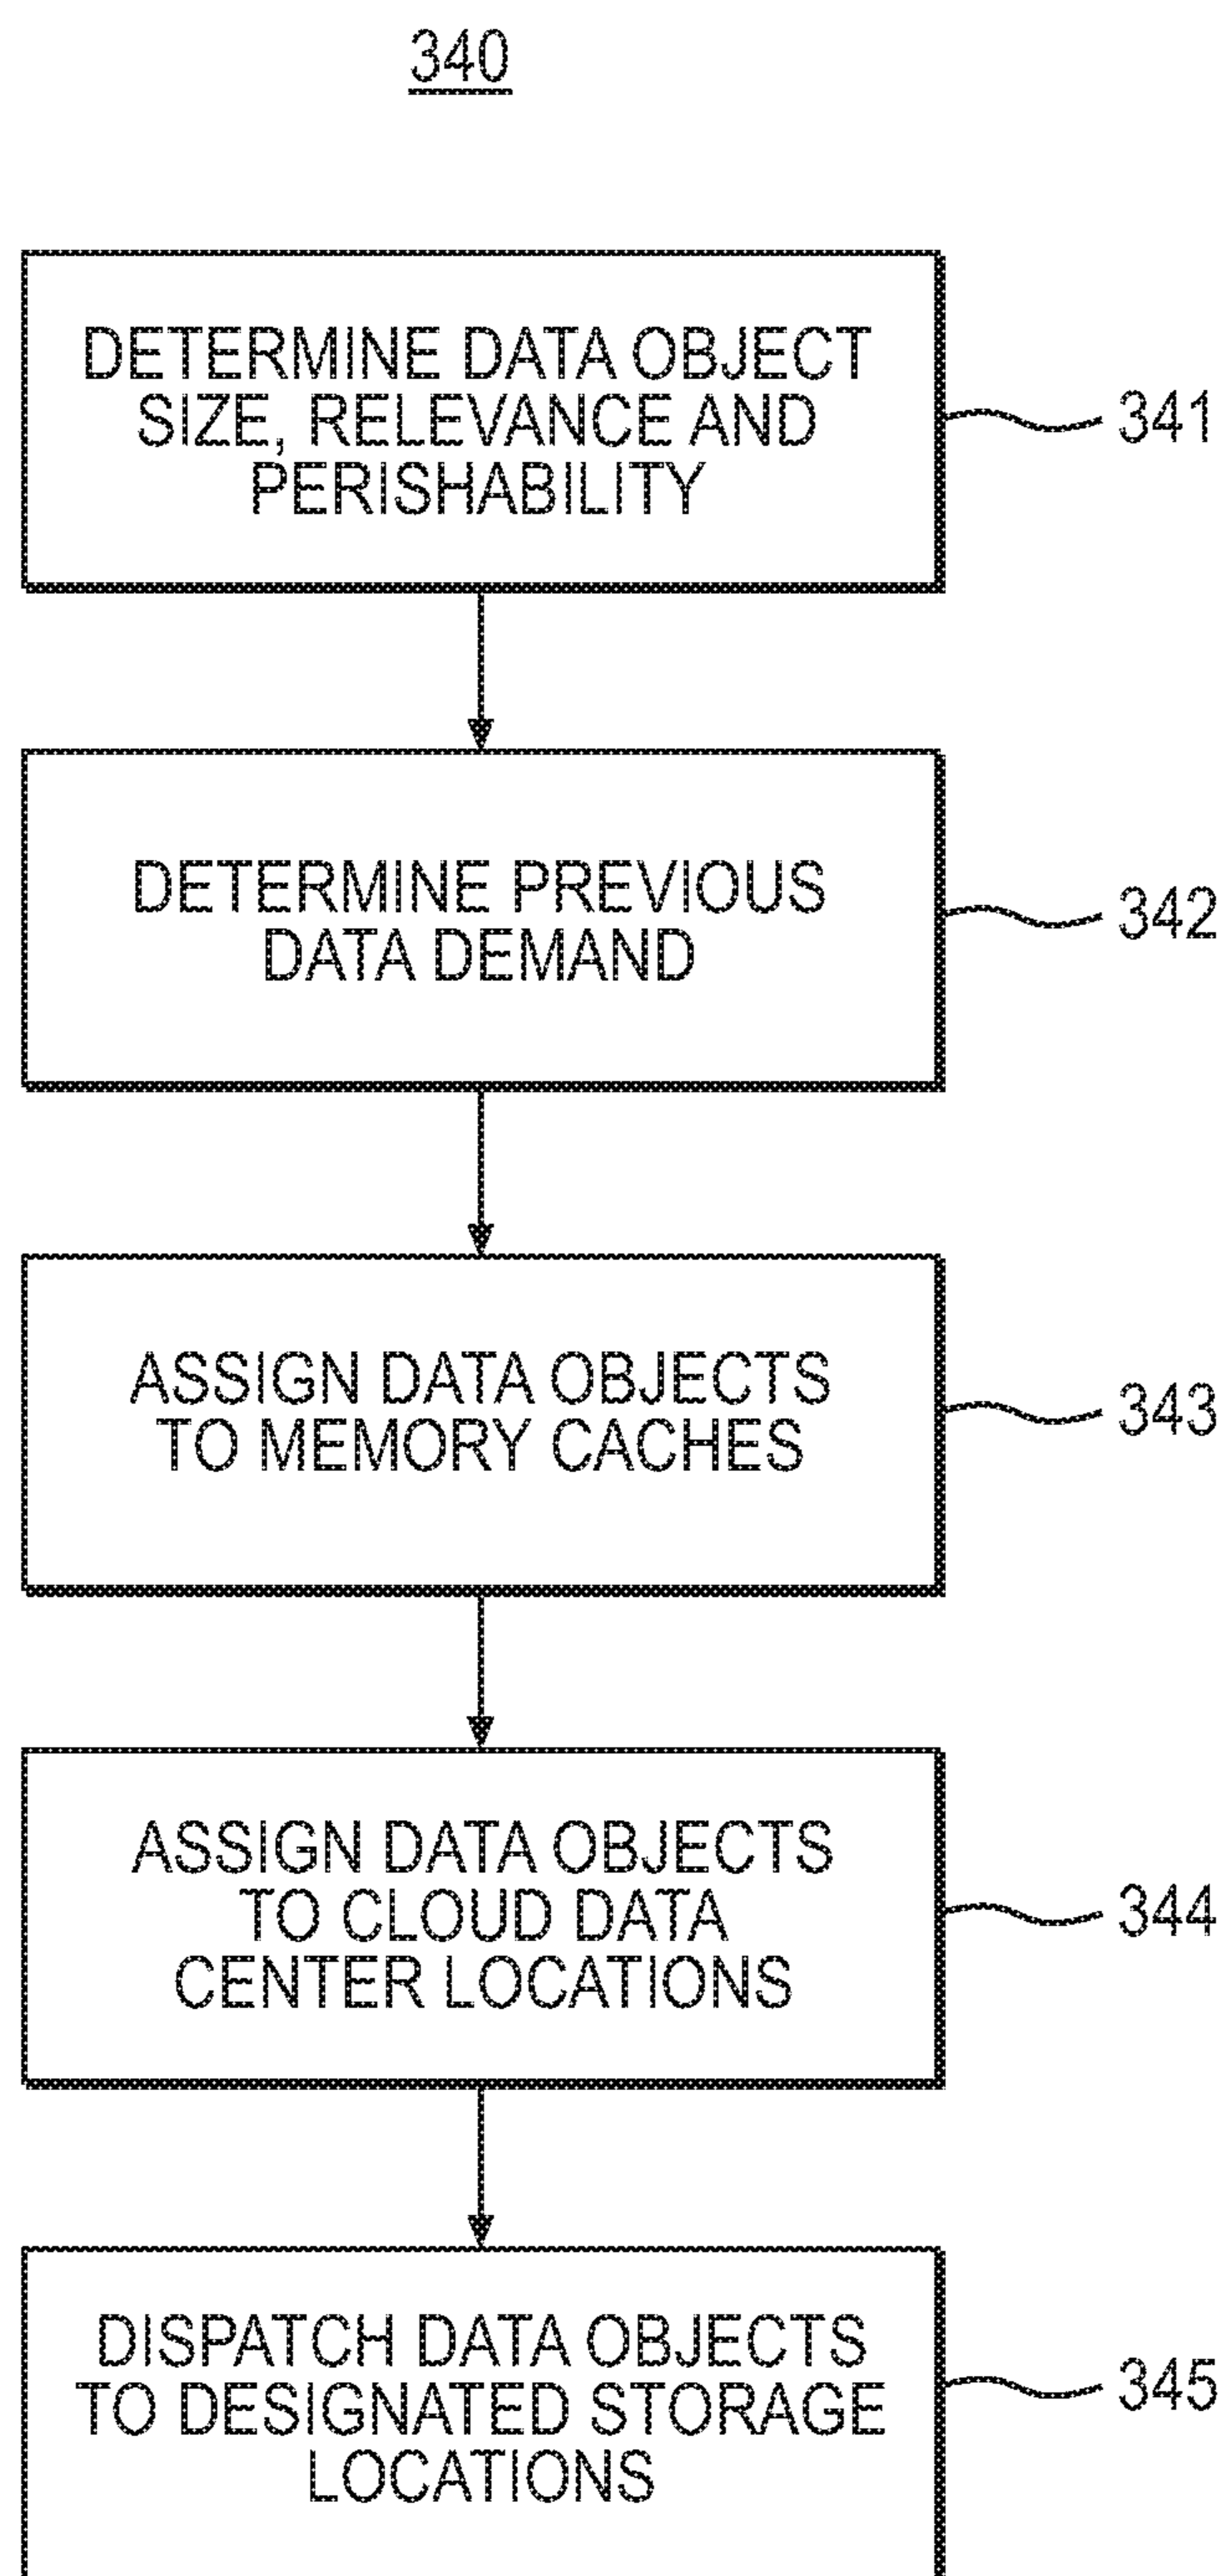 340
DETERMINE DATA OBJECT
SIZE, RELEVANCE AND
PERISHABILITY
341
DETERMINE PREVIOUS
DATA DEMAND
342
ASSIGN DATA OBJECTS
TO MEMORY CACHES
343
ASSIGN DATA OBJECTS
TO CLOUD DATA
CENTER LOCATIONS
344
DISPATCH DATA OBJECTS
TO DESIGNATED STORAGE
LOCATIONS
345